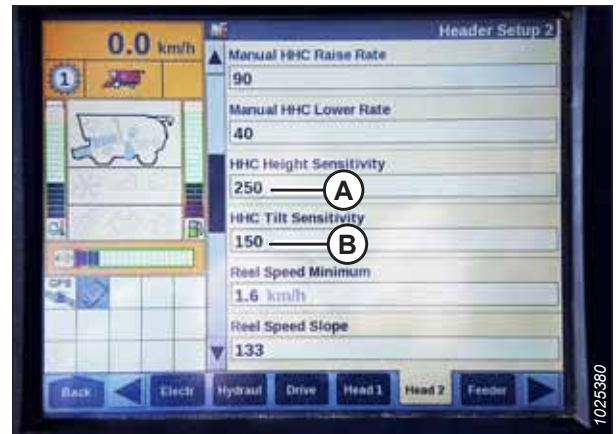 0.0 km/h
Header Setup 2
1
Manual HHC Raise Rate
90
Manual HHC Lower Rate
40
HHC Height Sensitivity
250
A
HHC Tilt Sensitivity
150
B
Reel Speed Minimum
1.6 km/h
Reel Speed Slope
133
GPS
Back
Electr
Hydraul
Drive
Head 1
Head 2
Feeder
1025380